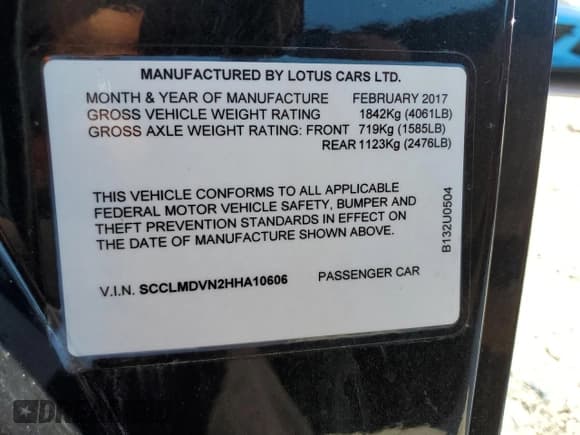 MANUFACTURED BY LOTUS CARS LTD.
MONTH & YEAR OF MANUFACTURE FEBRUARY 2017
GROSS VEHICLE WEIGHT RATING 1842Kg (4061LB)
GROSS AXLE WEIGHT RATING: FRONT 719Kg (1585LB)
REAR 1123Kg (2476LB)
THIS VEHICLE CONFORMS TO ALL APPLICABLE
FEDERAL MOTOR VEHICLE SAFETY, BUMPER AND
THEFT PREVENTION STANDARDS IN EFFECT ON
THE DATE OF MANUFACTURE SHOWN ABOVE.
B132U0504
V.I.N. SCCLMDVN2HHA10606 PASSENGER CAR